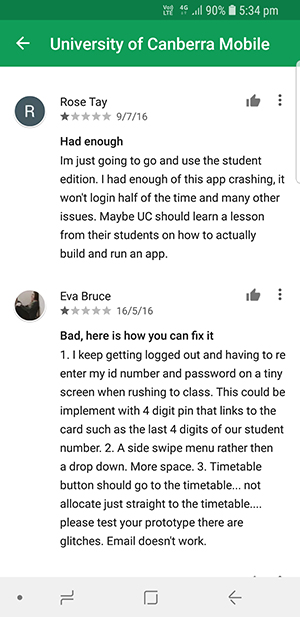 VoD LTE 4G 90% 5:34 pm
University of Canberra Mobile
R
Rose Tay
9/7/16
Had enough
Im just going to go and use the student
edition. I had enough of this app crashing, it
won't login half of the time and many other
issues. Maybe UC should learn a lesson
from their students on how to actually
build and run an app.
Eva Bruce
16/5/16
Bad, here is how you can fix it
1. I keep getting logged out and having to re
enter my id number and password on a tiny
screen when rushing to class. This could be
implement with 4 digit pin that links to the
card such as the last 4 digits of our student
number. 2. A side swipe menu rather then
a drop down. More space. 3. Timetable
button should go to the timetable... not
allocate just straight to the timetable....
please test your prototype there are
glitches. Email doesn't work.